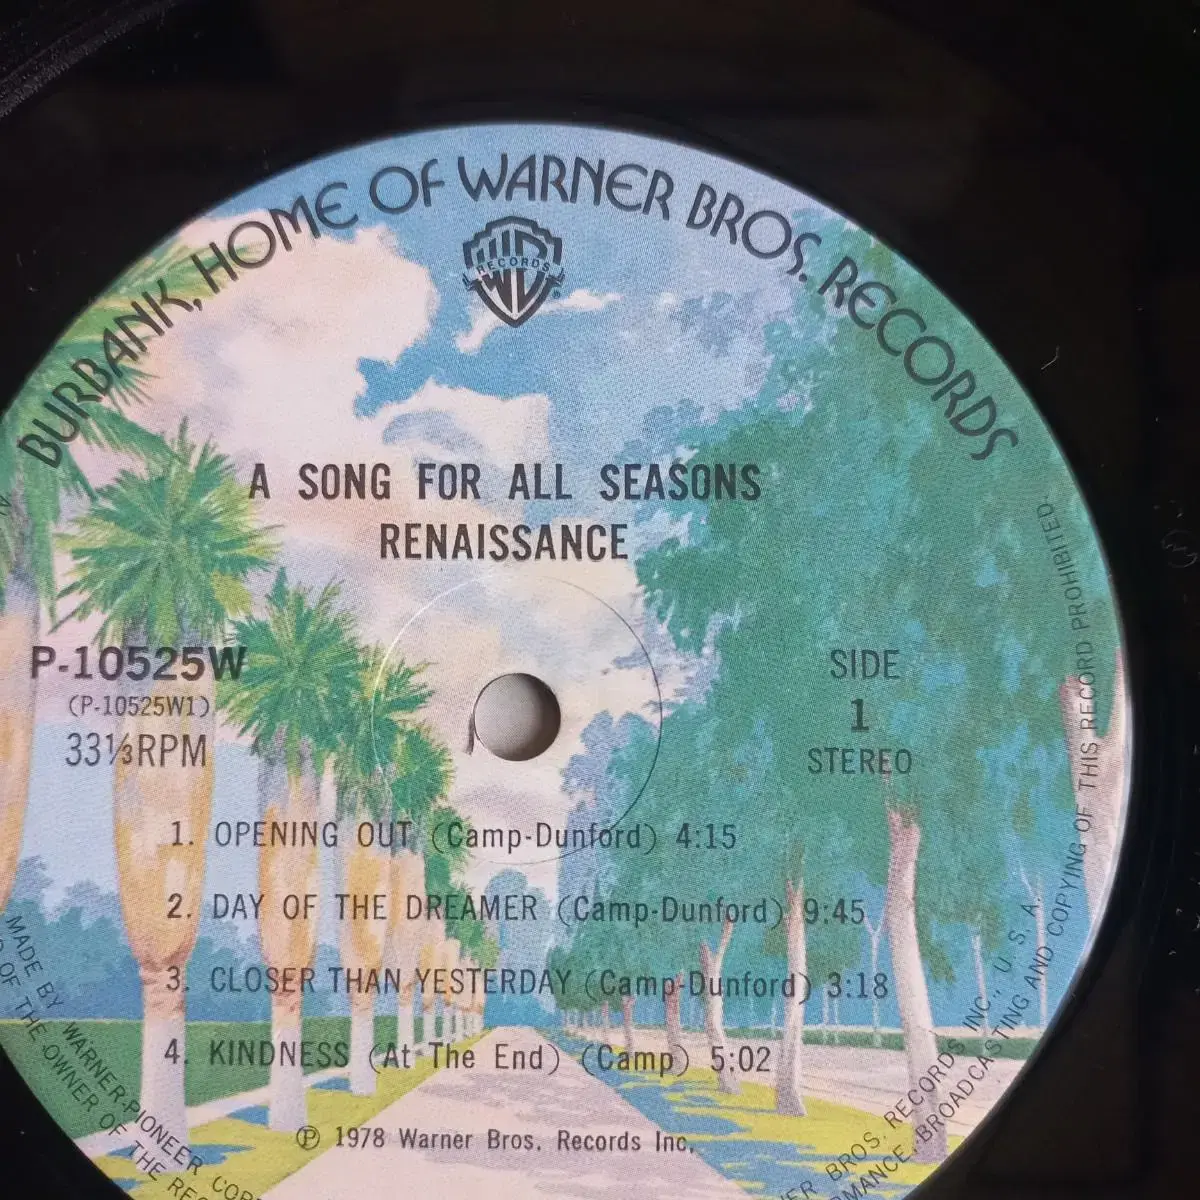 BURBANK, HOME OF WARNER BROS. RECORDS
RECORDS
A SONG FOR ALL SEASONS
RENAISSANCE
P-10525W
(P-10525W1)
33⅓RPM
SIDE
1
STEREO
1. OPENING OUT (Camp-Dunford) 4:15
2. DAY OF THE DREAMER (Camp-Dunford) 9:45
3. CLOSER THAN YESTERDAY (Camp-Dunford) 3:18
4. KINDNESS (At The End) (Camp) 5:02
℗ 1978 Warner Bros. Records Inc.
MADE BY WARNER-PIONEER
OF THE OWNER OF THE
BROS. RECORDS INC., U. S. A.
BROADCASTING AND COPYING OF THIS RECORD PROHIBITED.